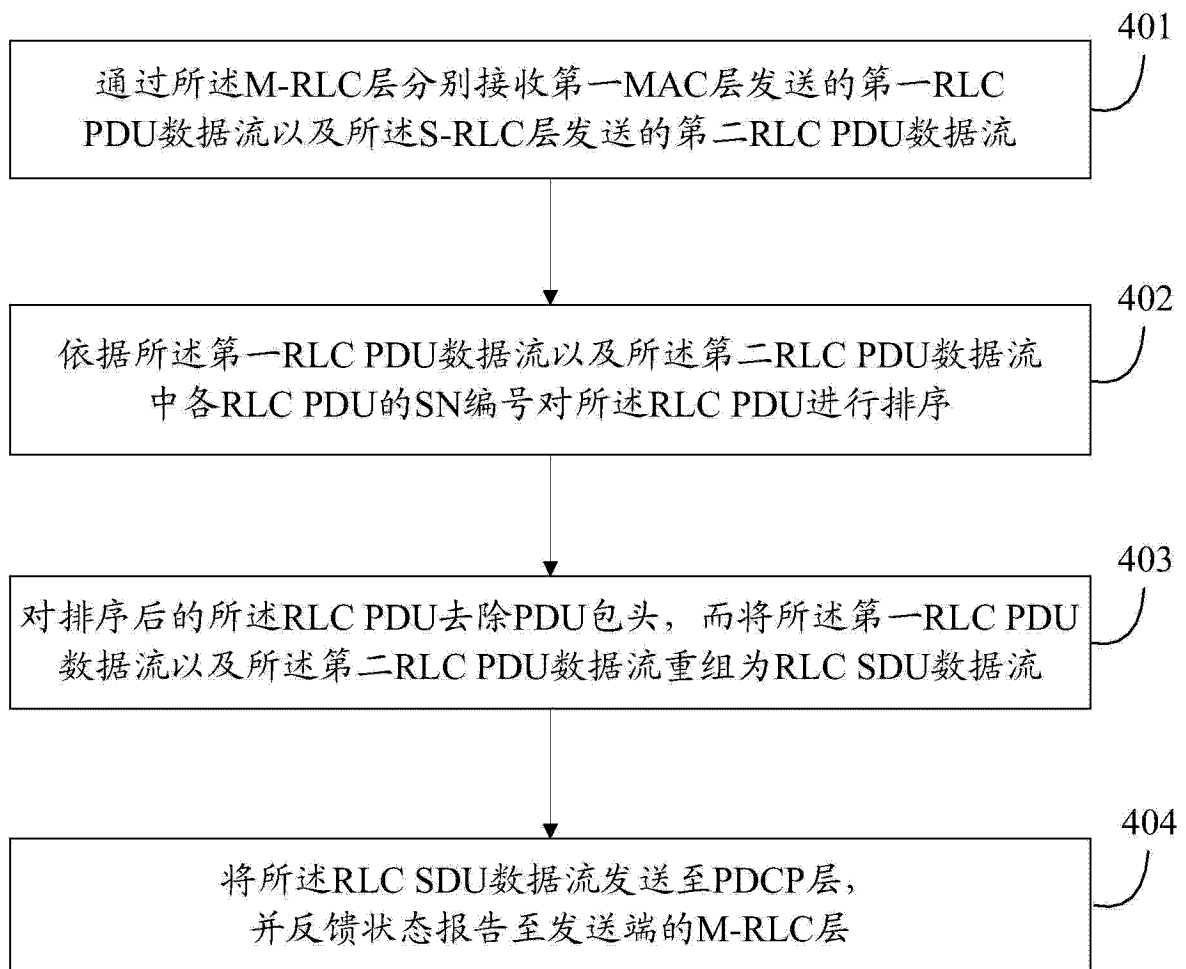 401
通过所述M-RLC层分别接收第一MAC层发送的第一RLC
PDU数据流以及所述S-RLC层发送的第二RLC PDU数据流
402
依据所述第一RLC PDU数据流以及所述第二RLC PDU数据流
中各RLC PDU的SN编号对所述RLC PDU进行排序
403
对排序后的所述RLC PDU去除PDU包头，而将所述第一RLC PDU
数据流以及所述第二RLC PDU数据流重组为RLC SDU数据流
404
将所述RLC SDU数据流发送至PDCP层，
并反馈状态报告至发送端的M-RLC层